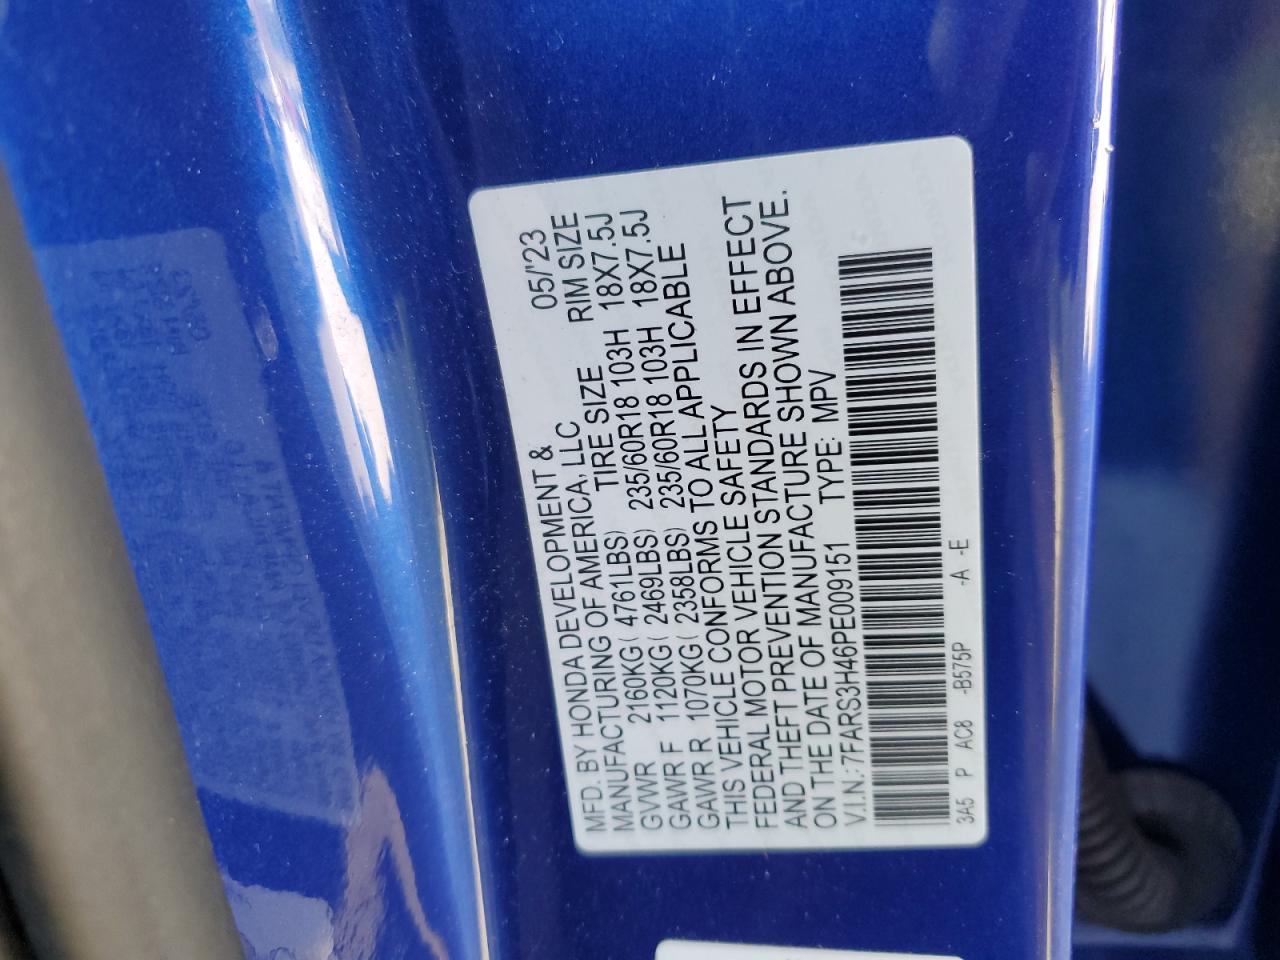 MFD. BY HONDA DEVELOPMENT & 05/'23
MANUFACTURING OF AMERICA, LLC RIM SIZE
GVWR 2160KG( 4761LBS) TIRE SIZE 18X7.5J
GAWR F 1120KG( 2469LBS) 235/60R18 103H 18X7.5J
GAWR R 1070KG( 2358LBS) 235/60R18 103H
THIS VEHICLE CONFORMS TO ALL APPLICABLE
FEDERAL MOTOR VEHICLE SAFETY
AND THEFT PREVENTION STANDARDS IN EFFECT
ON THE DATE OF MANUFACTURE SHOWN ABOVE.
V.I.N.:7FARS3H46PE009151 TYPE: MPV
3A5 P AC8 -B575P -A -E